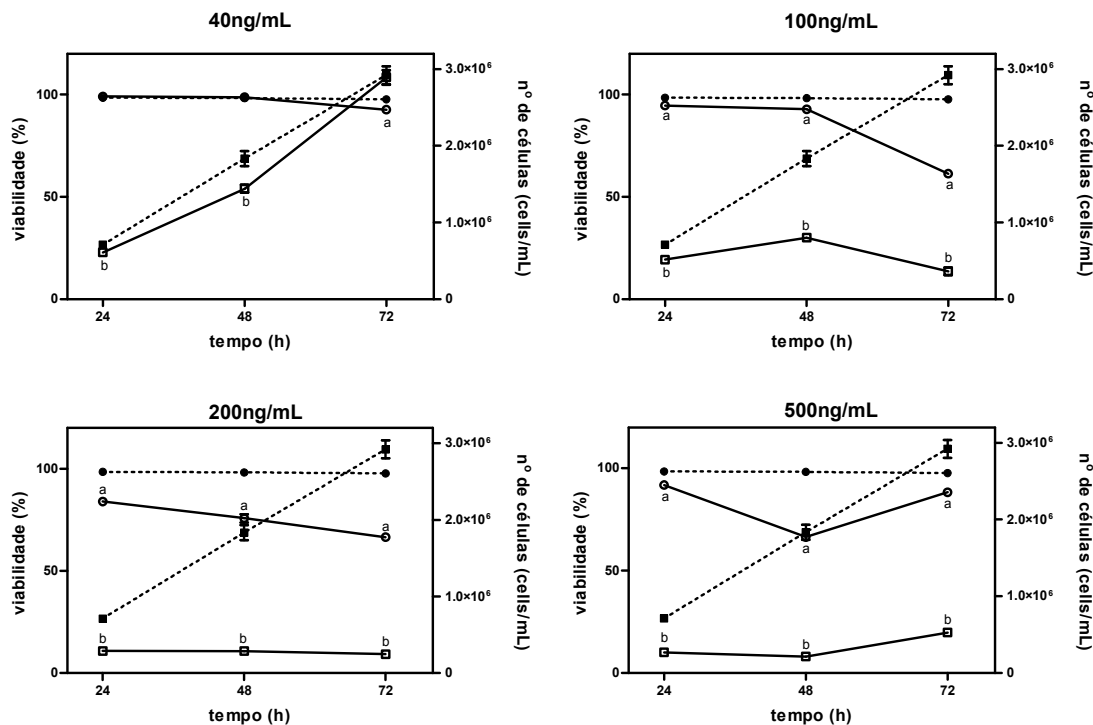 40ng/mL
viabilidade (%)
100
50
0
3.0×10⁶
2.0×10⁶
1.0×10⁶
0
nº de células (cells/mL)
b
b
a
24
48
72
tempo (h)
100ng/mL
viabilidade (%)
100
50
0
3.0×10⁶
2.0×10⁶
1.0×10⁶
0
nº de células (cells/mL)
a
a
a
b
b
b
24
48
72
tempo (h)
200ng/mL
viabilidade (%)
100
50
0
3.0×10⁶
2.0×10⁶
1.0×10⁶
0
nº de células (cells/mL)
a
a
a
b
b
b
24
48
72
tempo (h)
500ng/mL
viabilidade (%)
100
50
0
3.0×10⁶
2.0×10⁶
1.0×10⁶
0
nº de células (cells/mL)
a
a
a
b
b
b
24
48
72
tempo (h)